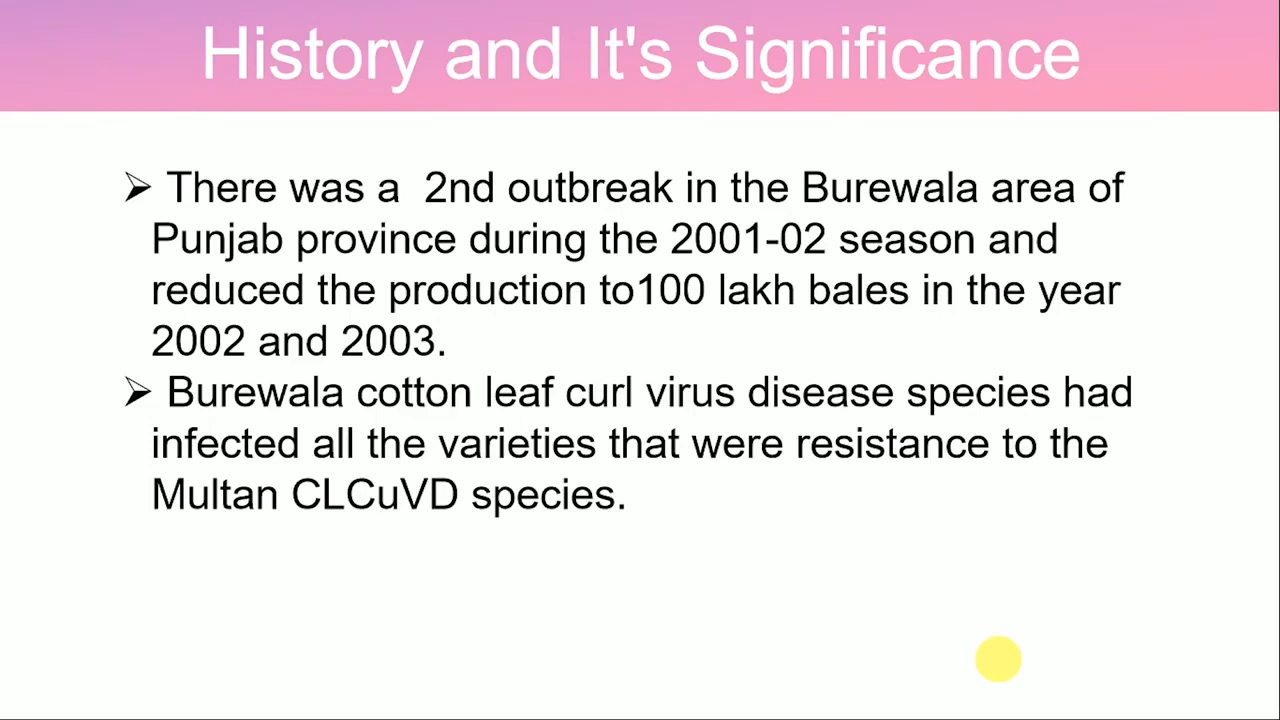 History and It's Significance
➢ There was a  2nd outbreak in the Burewala area of
Punjab province during the 2001-02 season and
reduced the production to100 lakh bales in the year
2002 and 2003.
➢ Burewala cotton leaf curl virus disease species had
infected all the varieties that were resistance to the
Multan CLCuVD species.